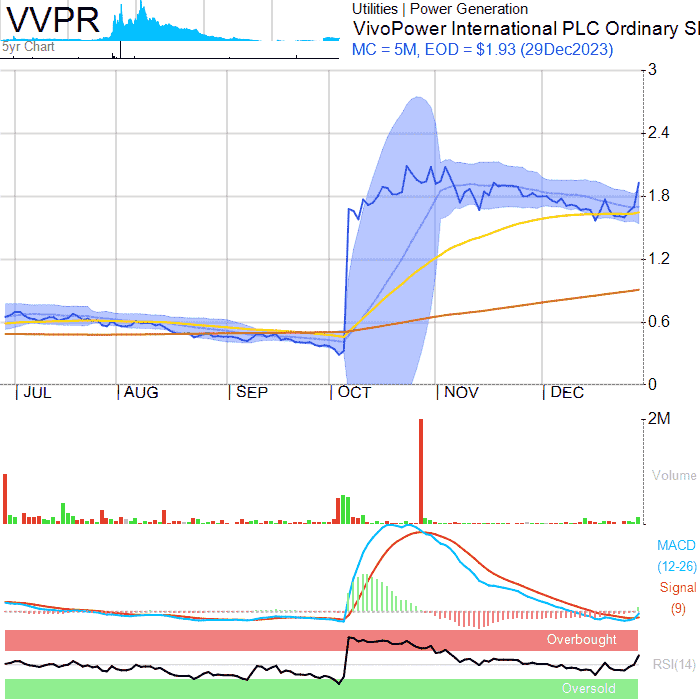 VVPR
5yr Chart
Utilities | Power Generation
VivoPower International PLC Ordinary S
MC = 5M, EOD = $1.93 (29Dec2023)
3
2.4
1.8
1.2
0.6
0
JUL AUG SEP OCT NOV DEC
2M
Volume
MACD
(12-26)
Signal
(9)
Overbought
RSI(14)
Oversold